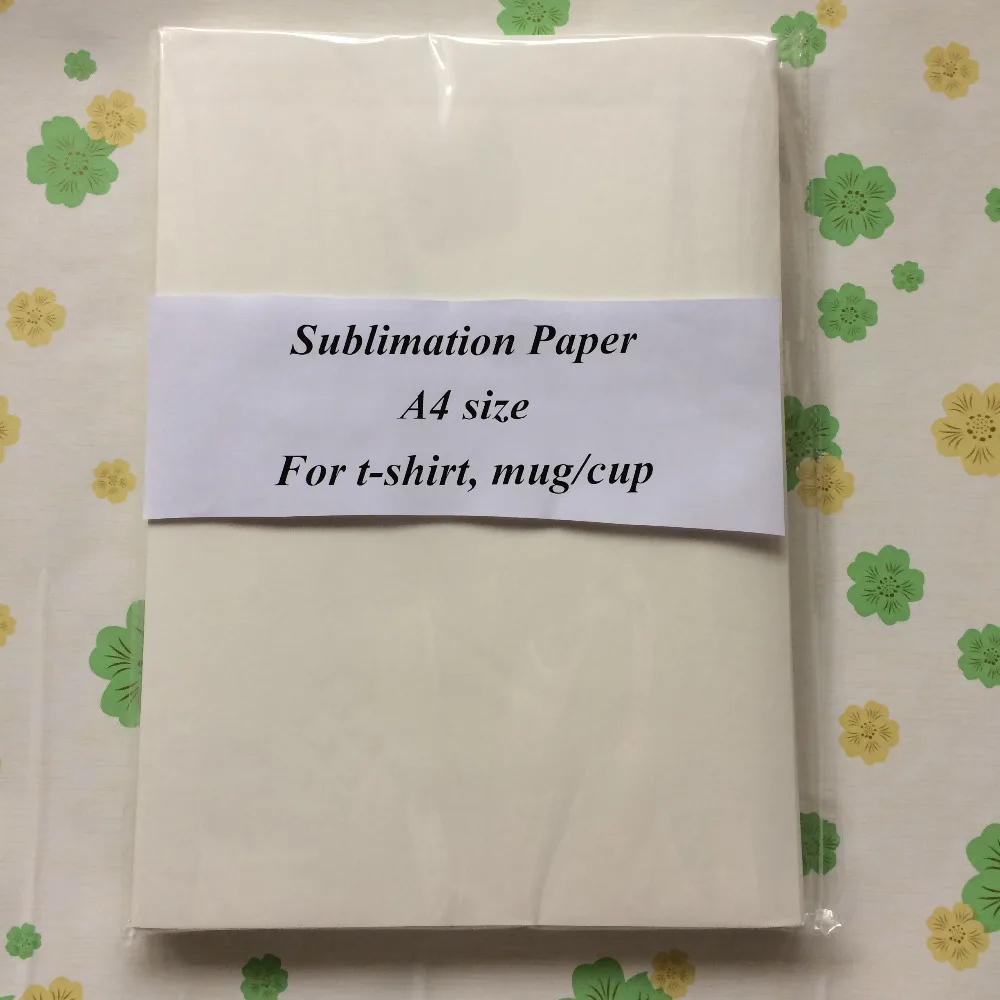 Sublimation Paper
A4 size
For t-shirt, mug/cup